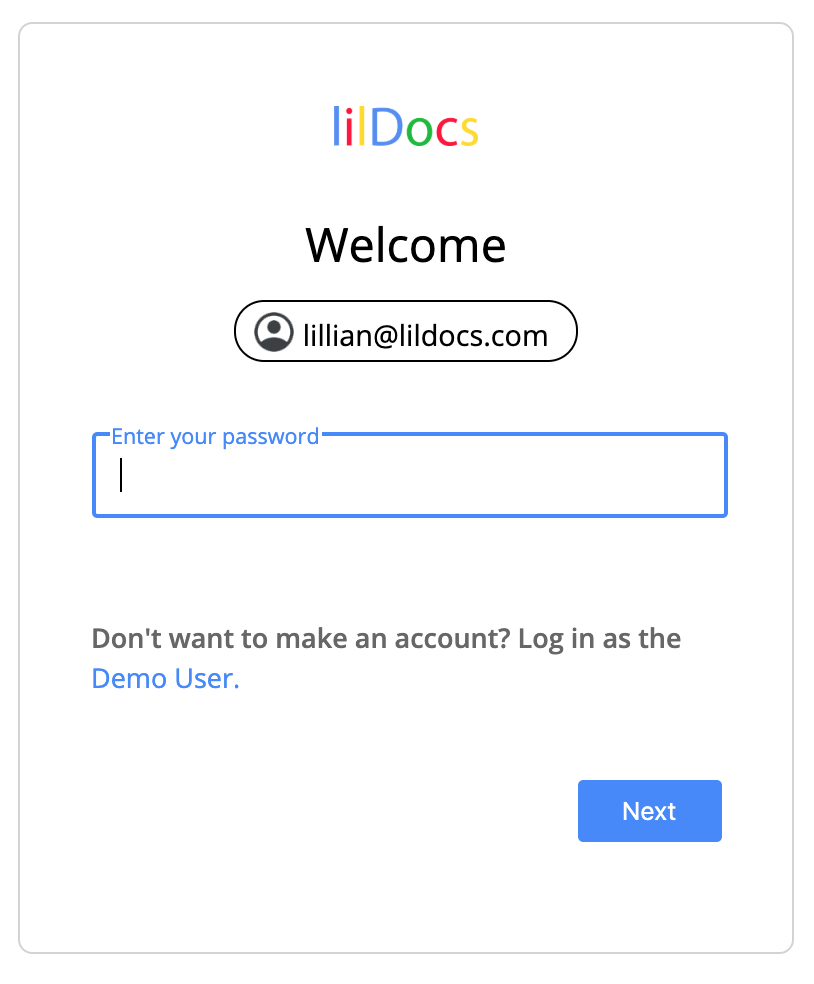 lilDocs
Welcome
lillian@lildocs.com
Enter your password
Don't want to make an account? Log in as the
Demo User.
Next